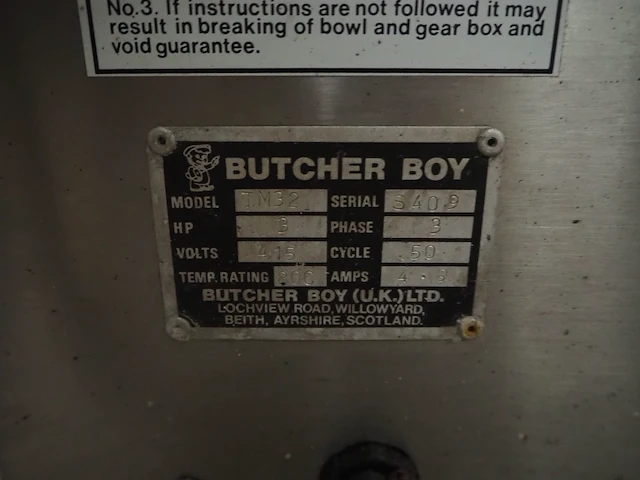 No.3. If instructions are not followed it may
result in breaking of bowl and gear box and
void guarantee.
BUTCHER BOY
MODEL TM32 SERIAL 5409
HP 3 PHASE 3
VOLTS 415 CYCLE 50
TEMP. RATING AMPS 4.9
BUTCHER BOY (U.K.) LTD.
LOCHVIEW ROAD, WILLOWYARD,
BEITH, AYRSHIRE, SCOTLAND.